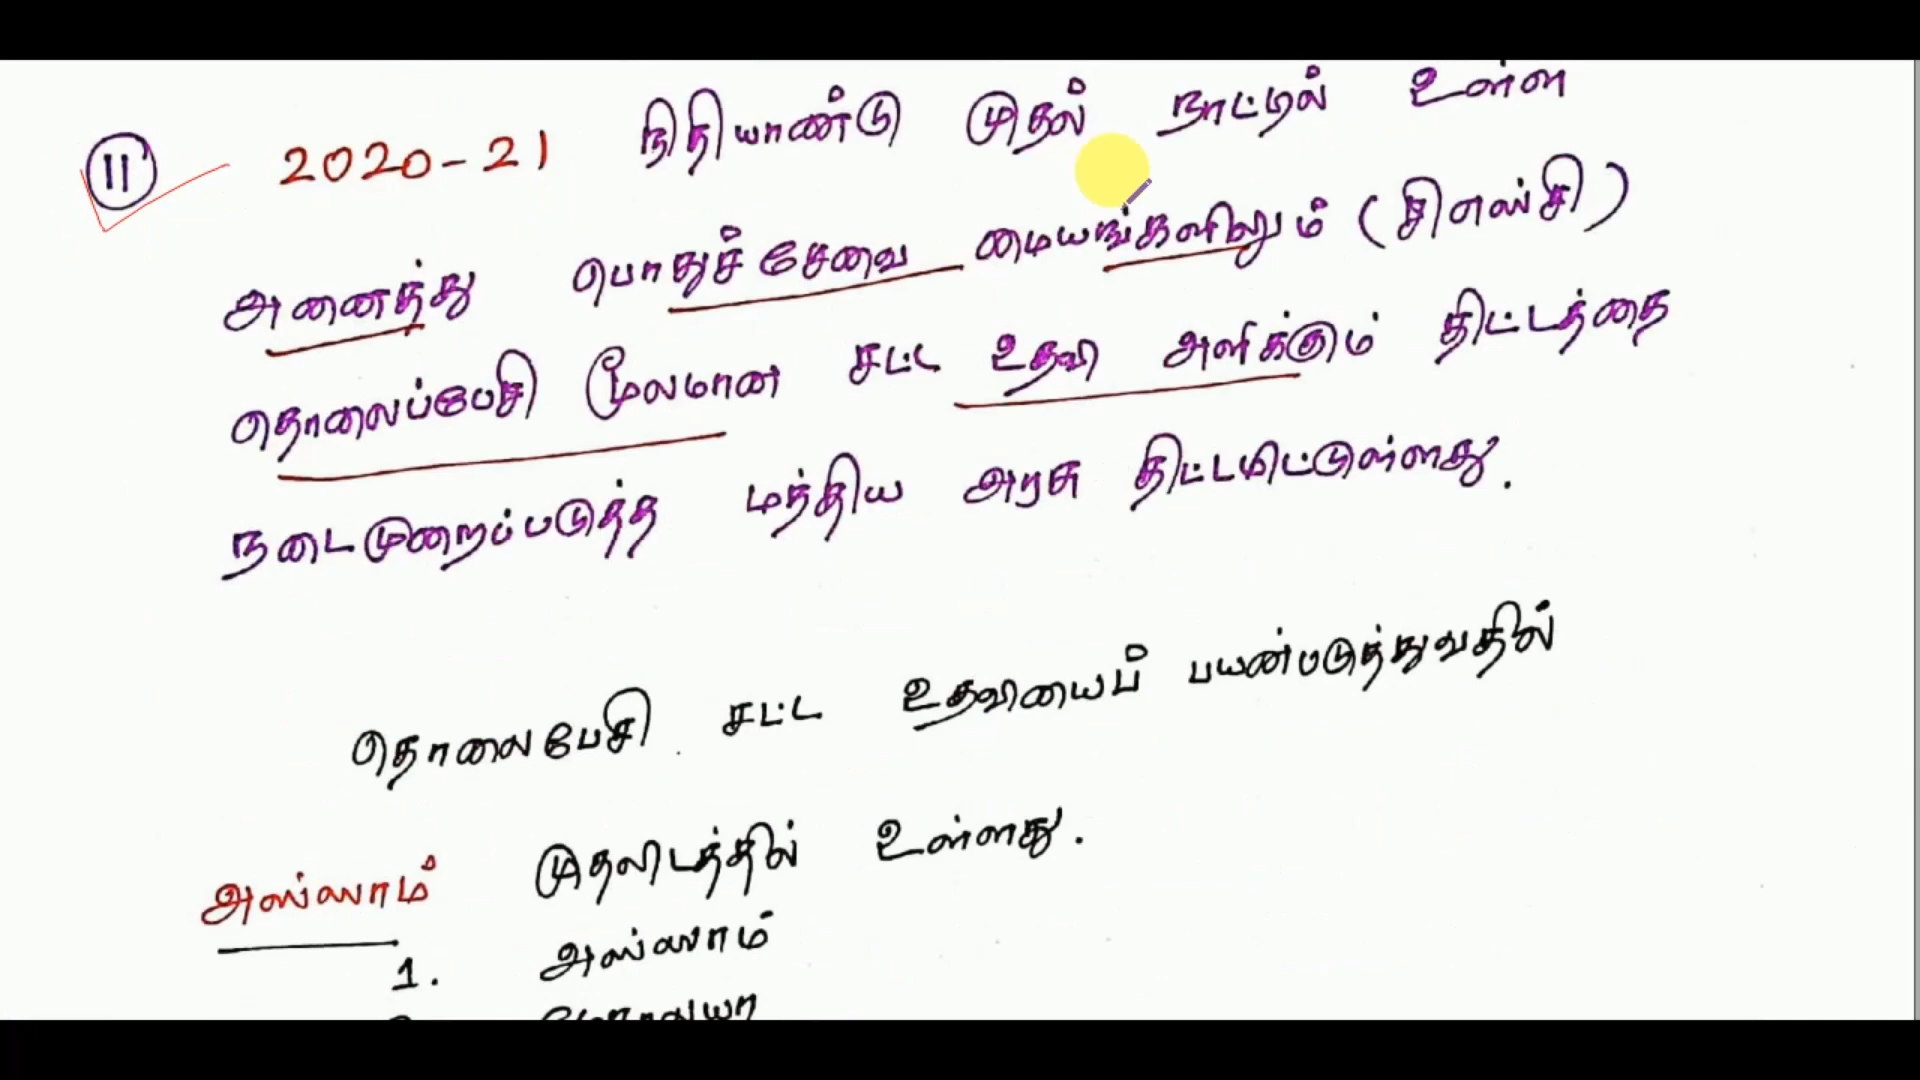 11 2020-21 நிதியாண்டு முதல் நாட்டில் உள்ள
அனைத்து பொதுச்சேவை மையங்களிலும் (சிஎஸ்சி)
தொலைப்பேசி மூலமான சட்ட உதவி அளிக்கும் திட்டத்தை
நடைமுறைப்படுத்த மத்திய அரசு திட்டமிட்டுள்ளது.
தொலைபேசி சட்ட உதவியைப் பயன்படுத்துவதில்
அஸ்ஸாம் முதலிடத்தில் உள்ளது.
1. அஸ்ஸாம்